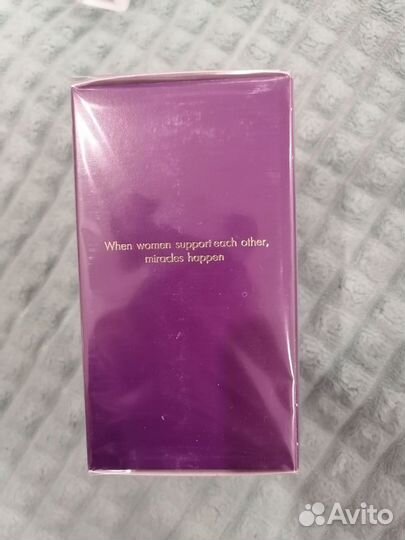 When women support each other,
miracles happen
Avito